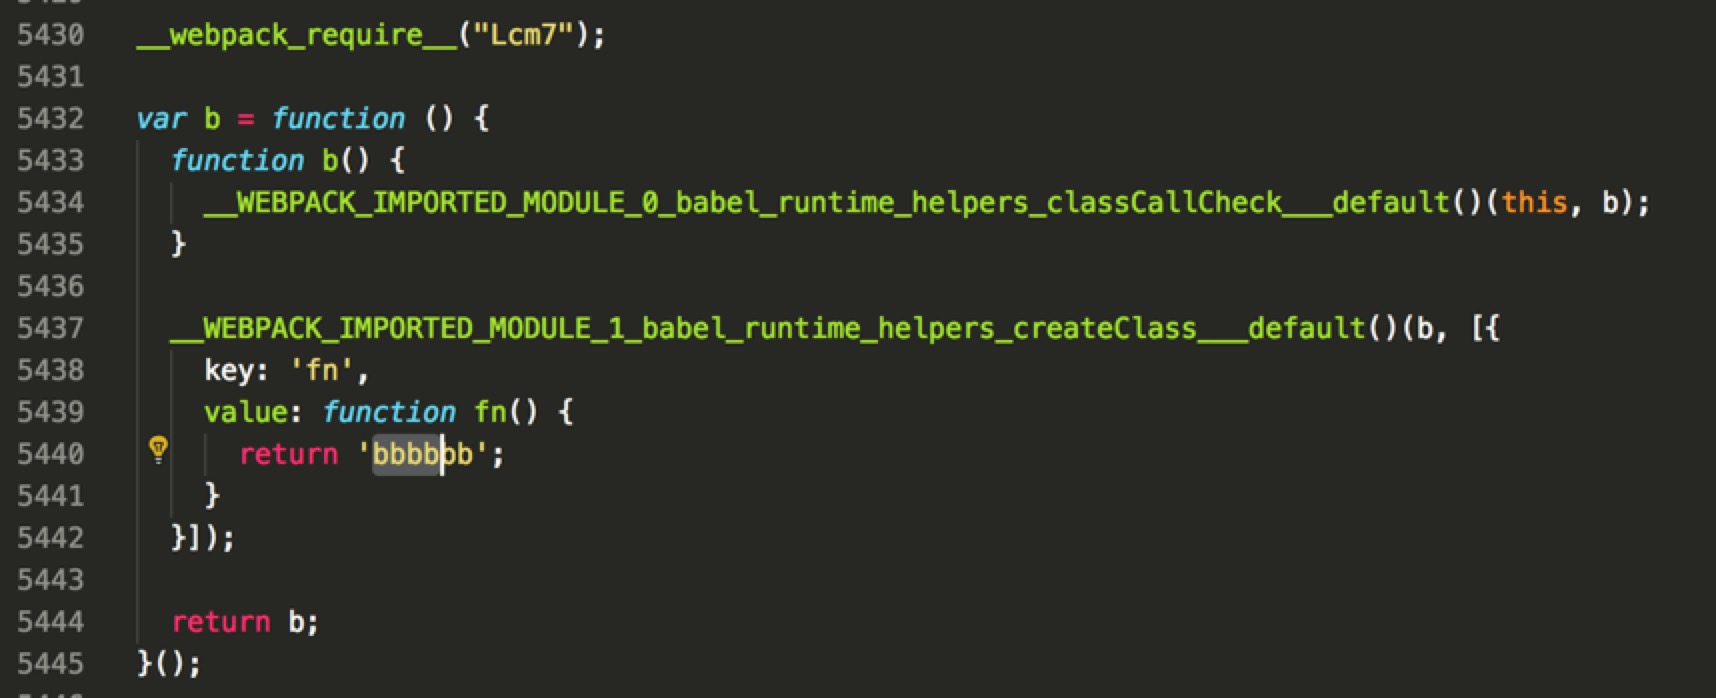 5430 __webpack_require__("Lcm7");
5431
5432 var b = function () {
5433 function b() {
5434 __WEBPACK_IMPORTED_MODULE_0_babel_runtime_helpers_classCallCheck___default()(this, b);
5435 }
5436
5437 __WEBPACK_IMPORTED_MODULE_1_babel_runtime_helpers_createClass___default()(b, [{
5438 key: 'fn',
5439 value: function fn() {
5440 return 'bbbbbb';
5441 }
5442 }]);
5443
5444 return b;
5445 }();